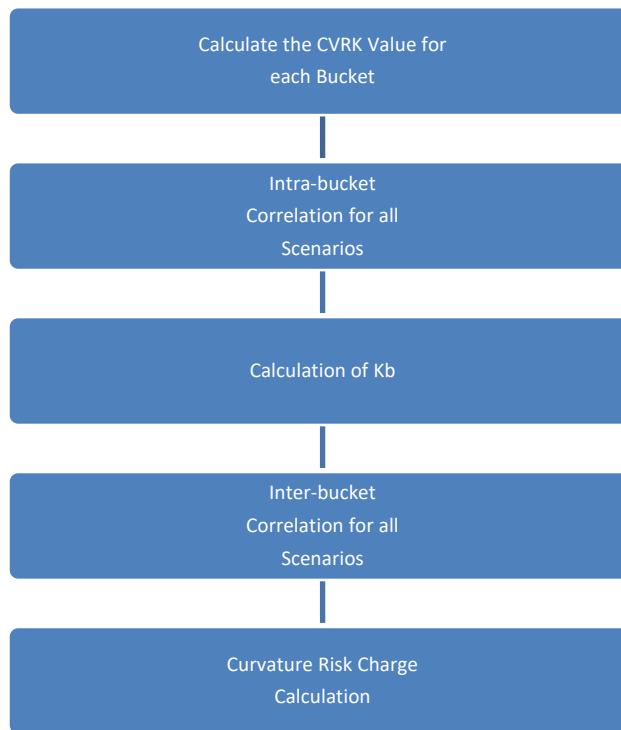 Calculate the CVRK Value for
each Bucket
Intra-bucket
Correlation for all
Scenarios
Calculation of Kb
Inter-bucket
Correlation for all
Scenarios
Curvature Risk Charge
Calculation